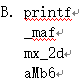 B. printf
_maf
mx_2d
aMb6